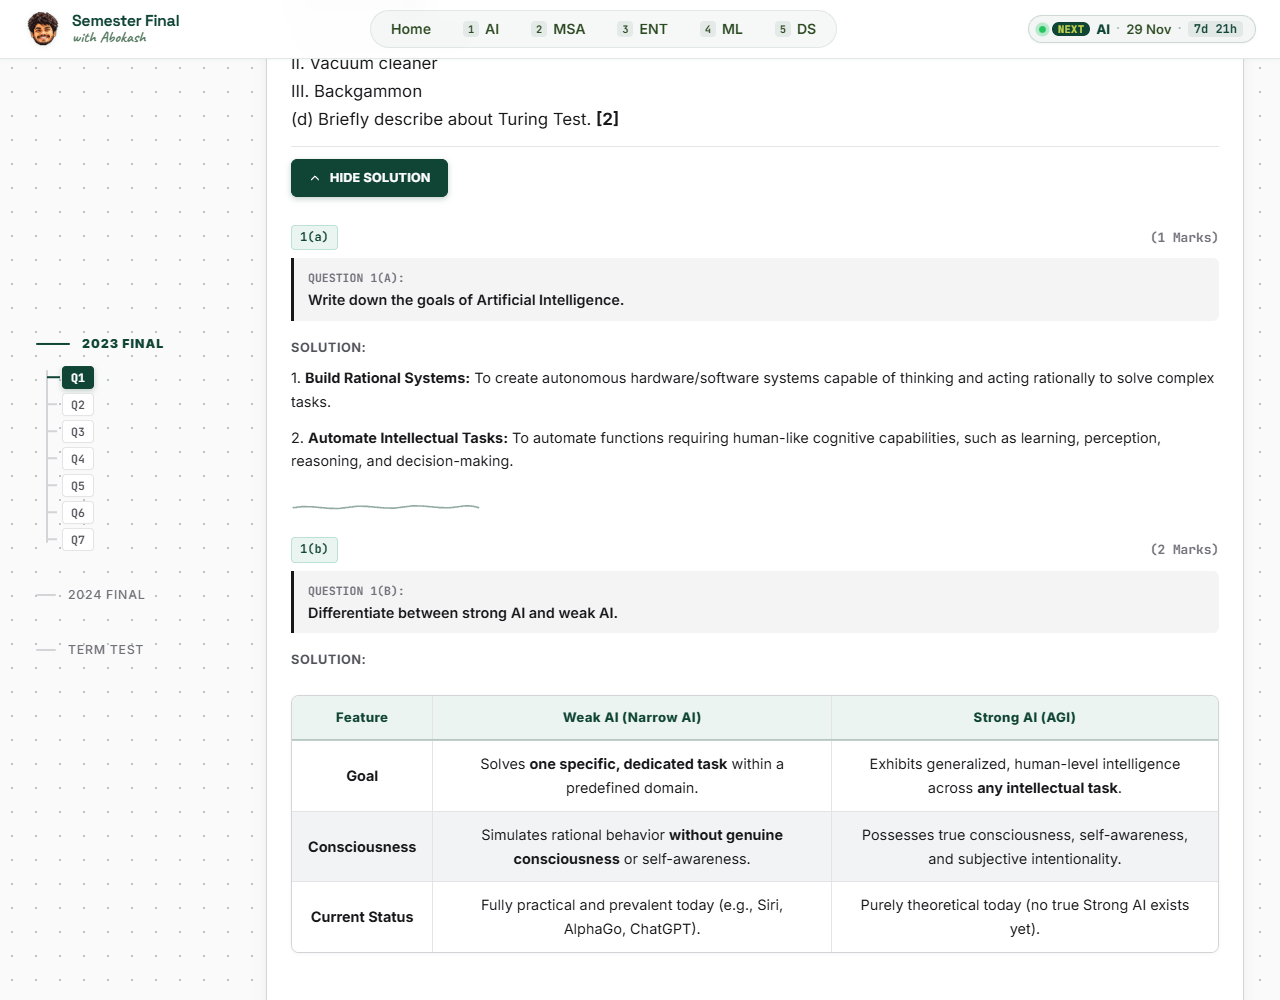 Semester Final
with Abokash
Home 1 AI 2 MSA 3 ENT 4 ML 5 DS
NEXT AI · 29 Nov · 7d 21h
II. Vacuum cleaner
III. Backgammon
(d) Briefly describe about Turing Test. [2]
HIDE SOLUTION
1(a) (1 Marks)
QUESTION 1(A):
Write down the goals of Artificial Intelligence.
SOLUTION:
1. Build Rational Systems: To create autonomous hardware/software systems capable of thinking and acting rationally to solve complex
tasks.
2. Automate Intellectual Tasks: To automate functions requiring human-like cognitive capabilities, such as learning, perception,
reasoning, and decision-making.
1(b) (2 Marks)
QUESTION 1(B):
Differentiate between strong AI and weak AI.
SOLUTION:
Feature Weak AI (Narrow AI) Strong AI (AGI)
Goal
Solves one specific, dedicated task within a
predefined domain.
Exhibits generalized, human-level intelligence
across any intellectual task.
Consciousness
Simulates rational behavior without genuine
consciousness or self-awareness.
Possesses true consciousness, self-awareness,
and subjective intentionality.
Current Status
Fully practical and prevalent today (e.g., Siri,
AlphaGo, ChatGPT).
Purely theoretical today (no true Strong AI exists
yet).
2023 FINAL
Q1
Q2
Q3
Q4
Q5
Q6
Q7
2024 FINAL
TERM TEST